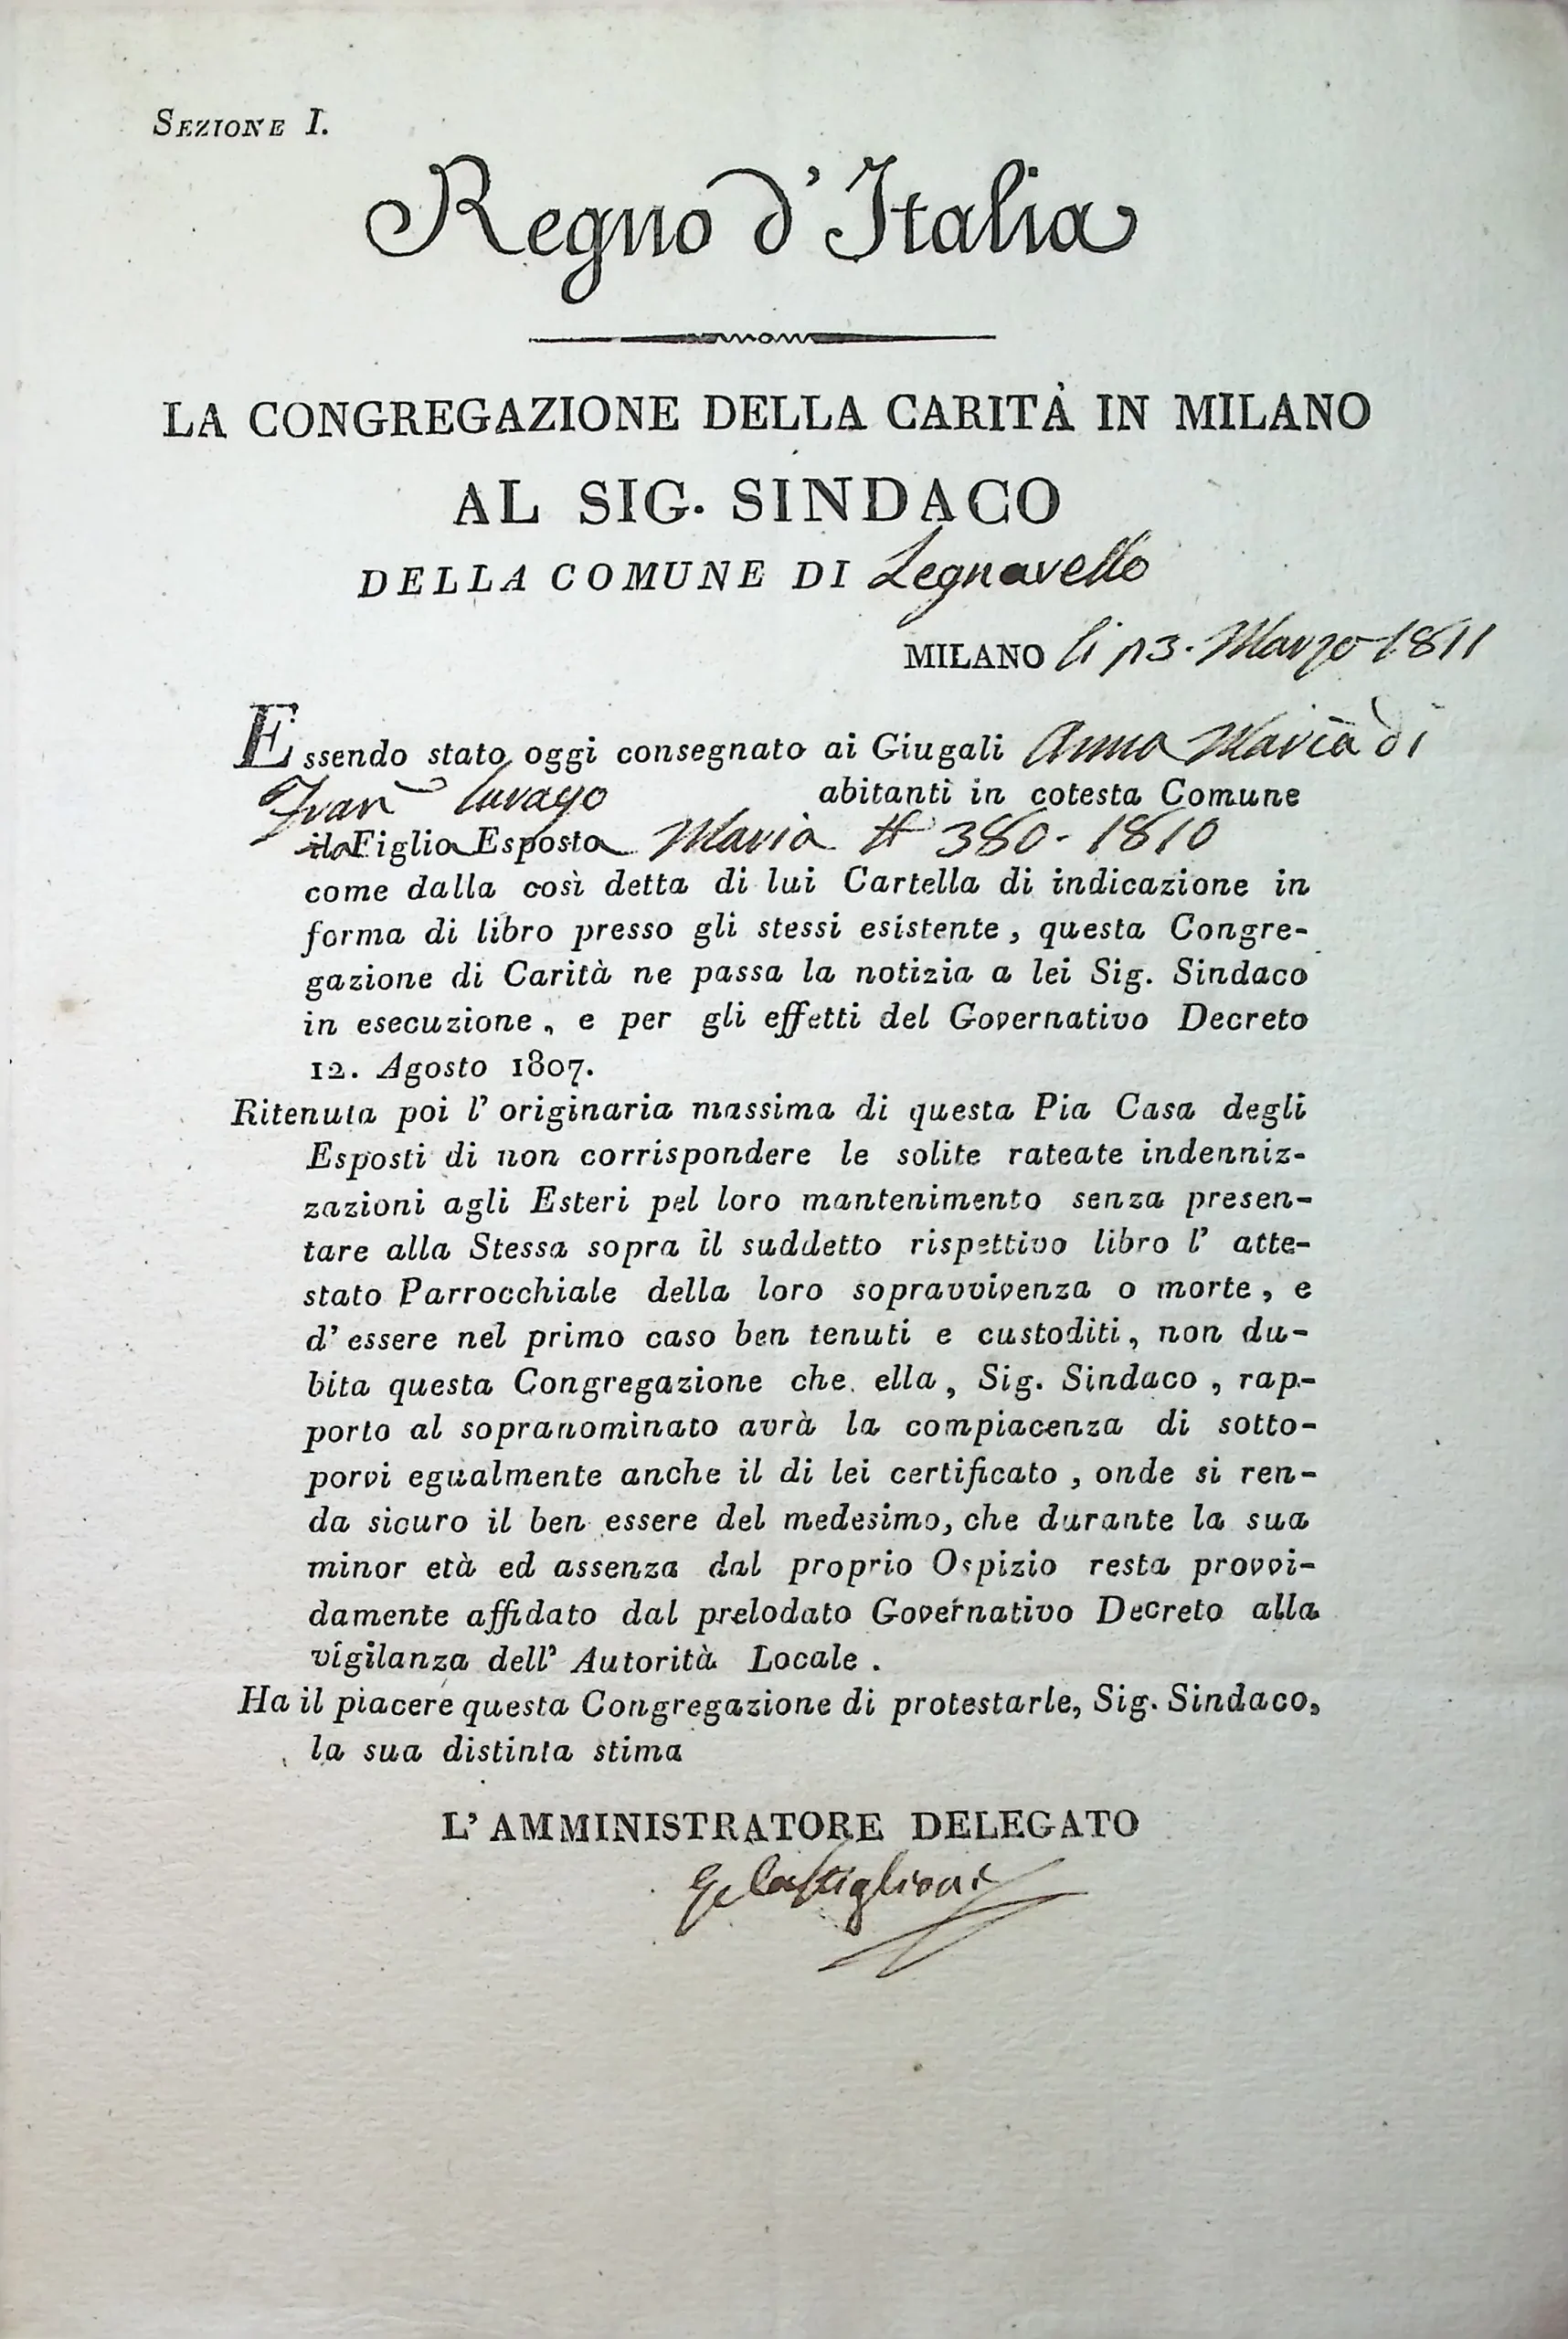 SEZIONE I.
Regno d'Italia
LA CONGREGAZIONE DELLA CARITÀ IN MILANO
AL SIG. SINDACO
DELLA COMUNE DI Legnarello
MILANO li 13. Marzo 1811
Essendo stato oggi consegnato ai Giugali Anna Maria di
Fran.co Lurago abitanti in cotesta Comune
la Figlia Esposta Maria # 380 - 1810
come dalla così detta di lui Cartella di indicazione in
forma di libro presso gli stessi esistente, questa Congre-
gazione di Carità ne passa la notizia a lei Sig. Sindaco
in esecuzione, e per gli effetti del Governativo Decreto
12. Agosto 1807.
Ritenuta poi l'originaria massima di questa Pia Casa degli
Esposti di non corrispondere le solite rateate indenniz-
zazioni agli Esteri pel loro mantenimento senza presen-
tare alla Stessa sopra il suddetto rispettivo libro l'atte-
stato Parrocchiale della loro sopravvivenza o morte, e
d'essere nel primo caso ben tenuti e custoditi, non du-
bita questa Congregazione che ella, Sig. Sindaco, rap-
porto al sopranominato avrà la compiacenza di sotto-
porvi egualmente anche il di lei certificato, onde si ren-
da sicuro il ben essere del medesimo, che durante la sua
minor età ed assenza dal proprio Ospizio resta provvi-
damente affidato dal prelodato Governativo Decreto alla
vigilanza dell'Autorità Locale.
Ha il piacere questa Congregazione di protestarle, Sig. Sindaco,
la sua distinta stima
L'AMMINISTRATORE DELEGATO
Castiglioni